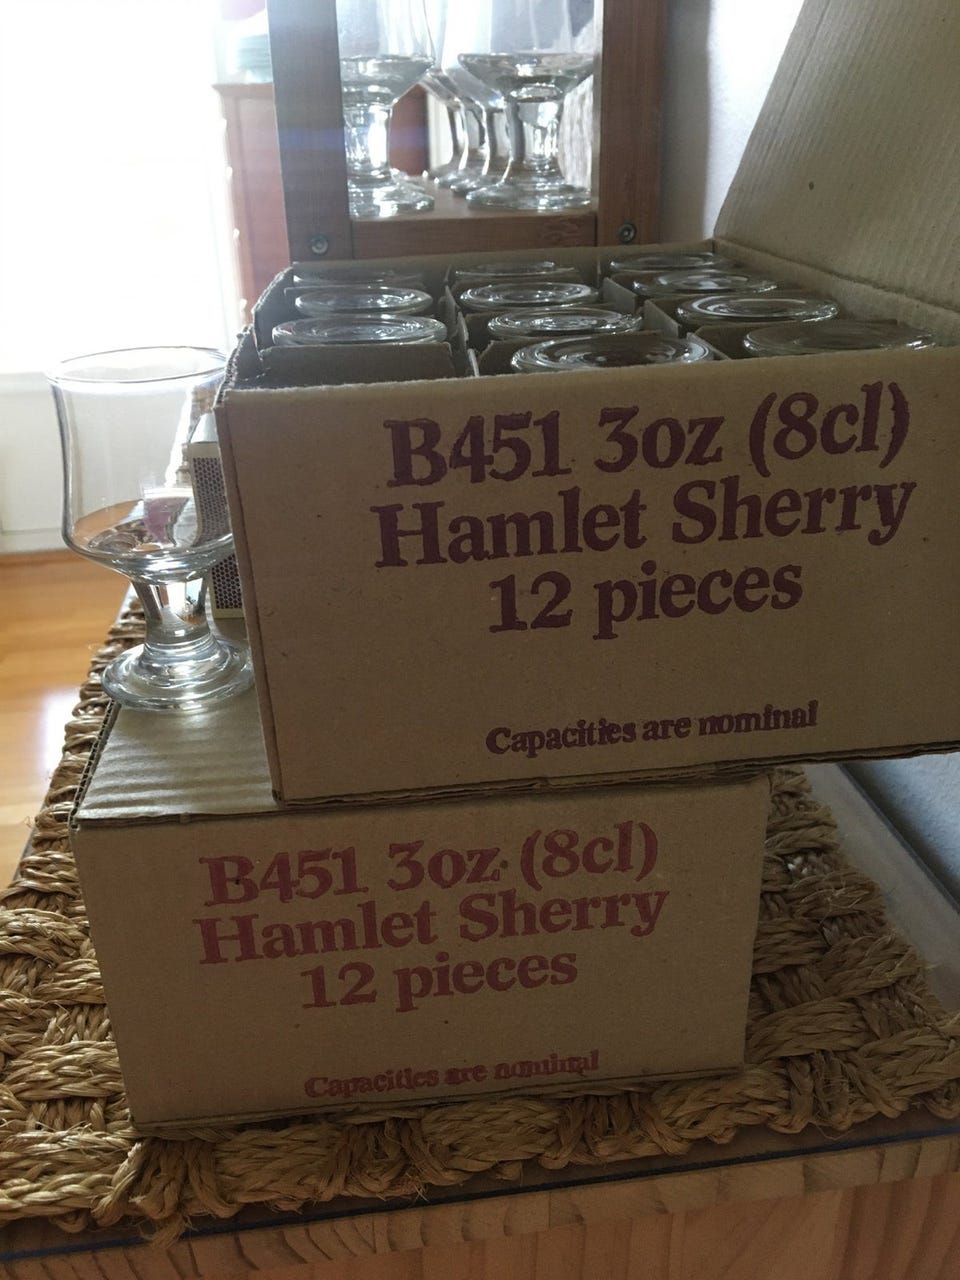 B451 3oz (8cl)
Hamlet Sherry
12 pieces
Capacities are nominal
B451 3oz (8cl)
Hamlet Sherry
12 pieces
Capacities are nominal